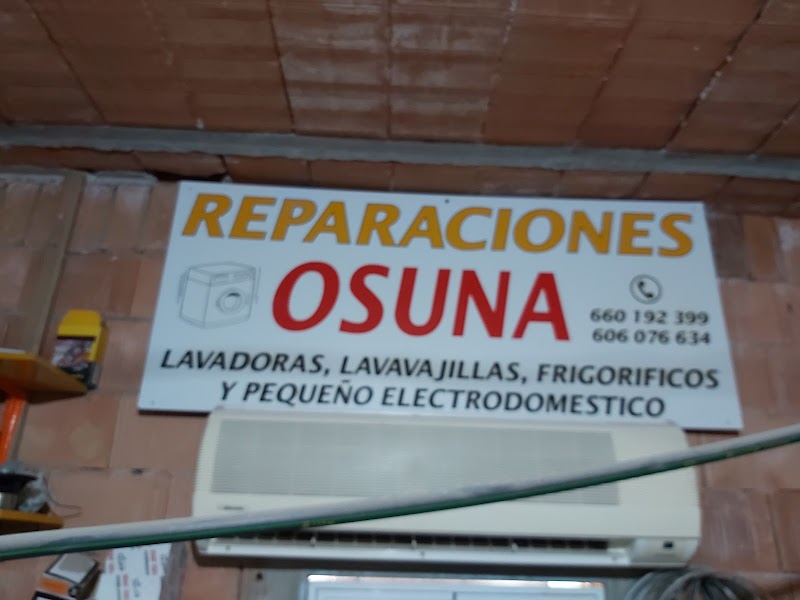 REPARACIONES
OSUNA
660 192 399
606 076 634
LAVADORAS, LAVAVAJILLAS, FRIGORIFICOS
Y PEQUEÑO ELECTRODOMESTICO